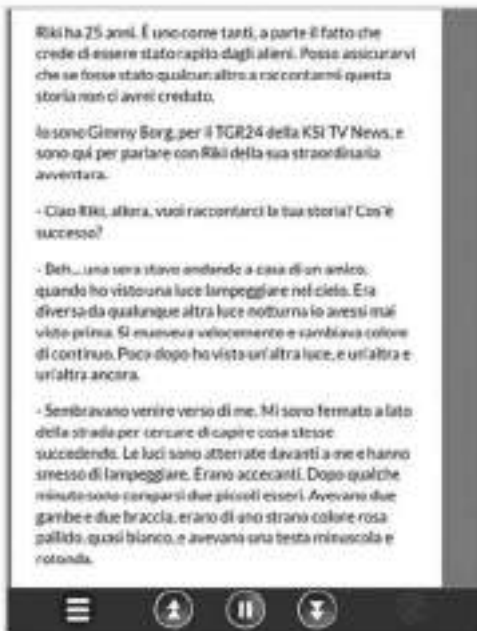 Riki ha 25 anni. È uno come tanti, a parte il fatto che
crede di essere stato rapito dagli alieni. Posso assicurarvi
che se fosse stato qualcun altro a raccontarmi questa
storia non ci avrei creduto.
Io sono Gimmy Borg, per il TGR24 della KSI TV News, e
sono qui per parlare con Riki della sua straordinaria
avventura.
- Ciao Riki, allora, vuoi raccontarci la tua storia? Cos'è
successo?
- Beh... una sera stavo andando a casa di un amico,
quando ho visto una luce lampeggiare nel cielo. Era
diversa da qualunque altra luce notturna io avessi mai
visto prima. Si muoveva velocemente e cambiava colore
di continuo. Poco dopo ho visto un'altra luce, e un'altra e
un'altra ancora.
- Sembravano venire verso di me. Mi sono fermato a lato
della strada per cercare di capire cosa stesse
succedendo. Le luci sono atterrate davanti a me e hanno
smesso di lampeggiare. Erano accecanti. Dopo qualche
minuto sono comparsi due piccoli esseri. Avevano due
gambe e due braccia, erano di uno strano colore rosa
pallido, quasi bianco, e avevano una testa minuscola e
rotonda.